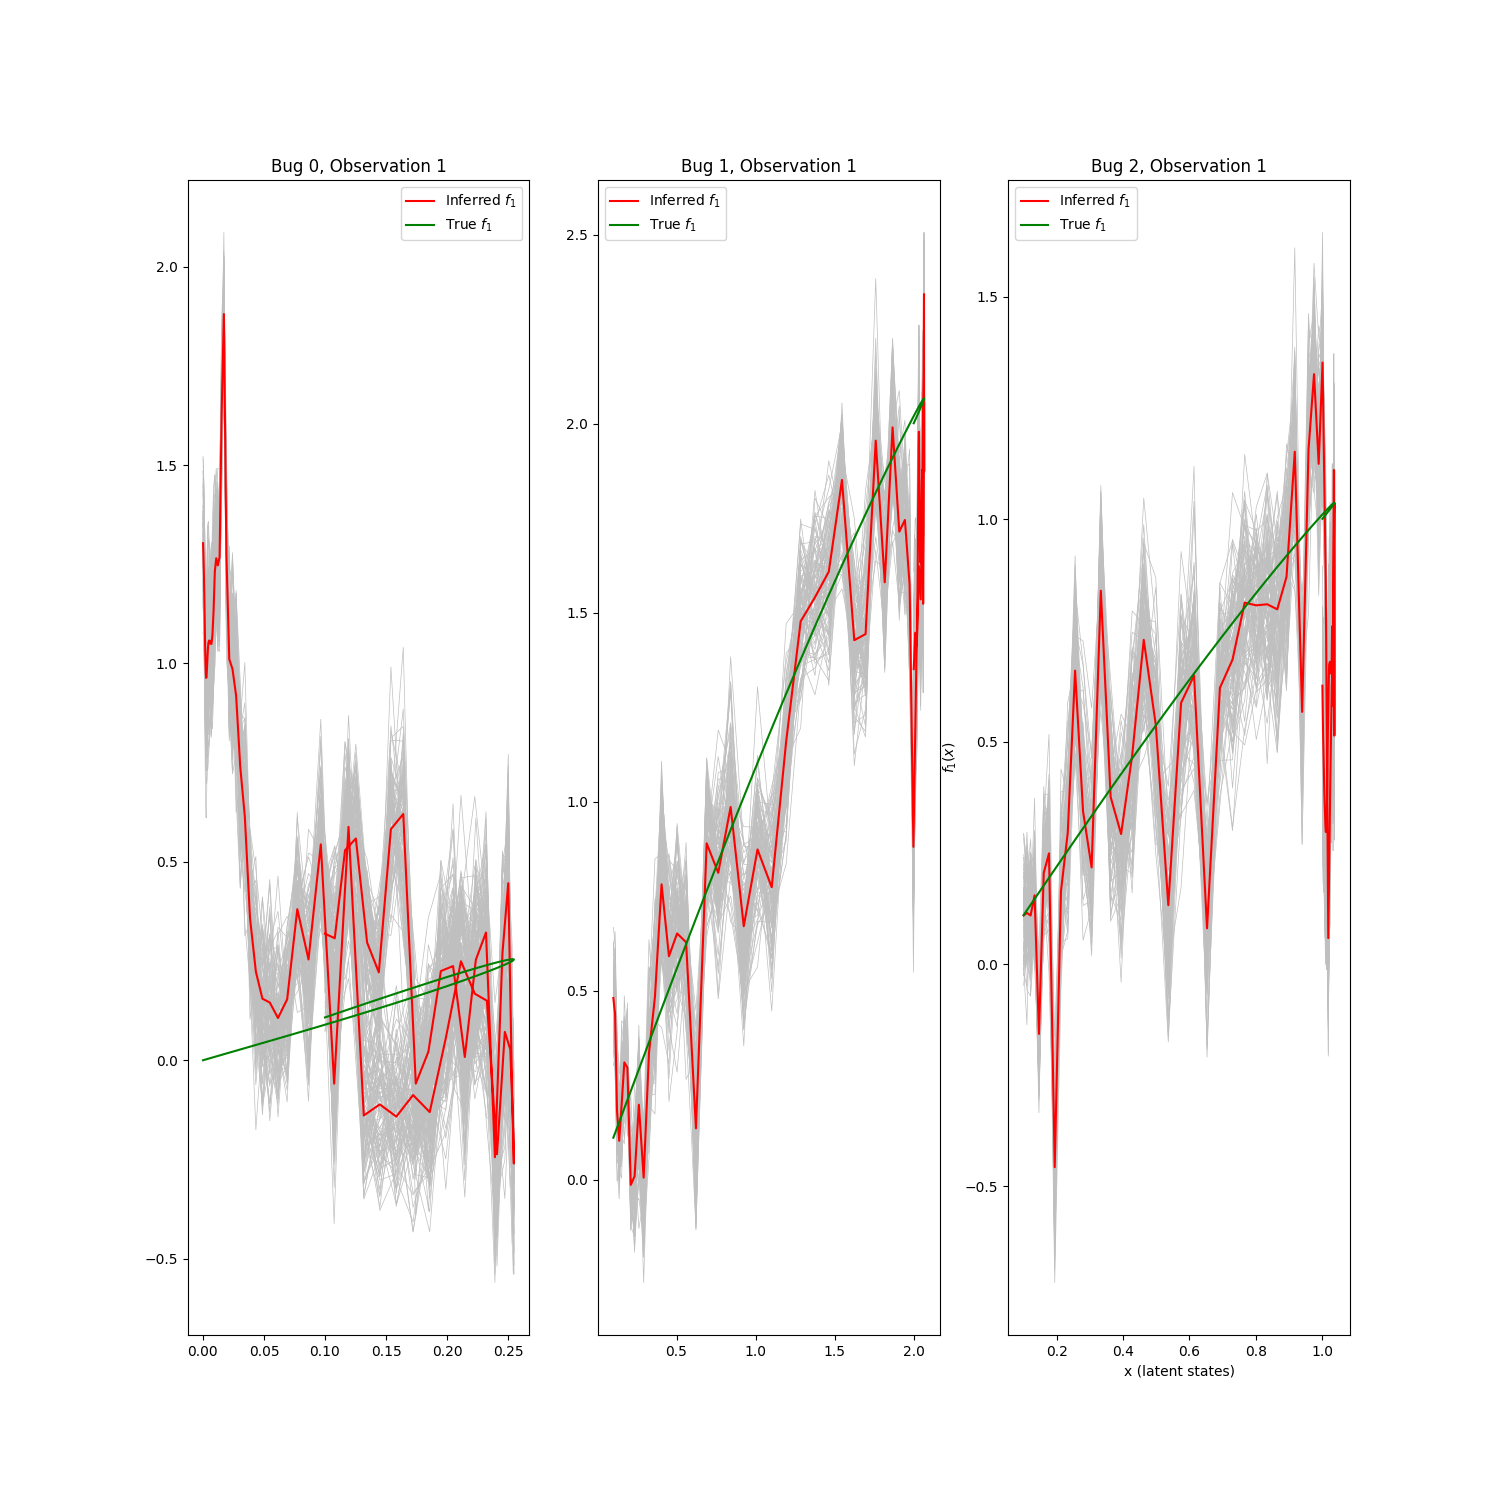 Bug 0, Observation 1
Inferred f₁
True f₁
2.0
1.5
1.0
0.5
0.0
−0.5
0.00 0.05 0.10 0.15 0.20 0.25
Bug 1, Observation 1
Inferred f₁
True f₁
2.5
2.0
1.5
1.0
0.5
0.0
0.5 1.0 1.5 2.0
Bug 2, Observation 1
Inferred f₁
True f₁
f₁(x)
1.5
1.0
0.5
0.0
−0.5
0.2 0.4 0.6 0.8 1.0
x (latent states)